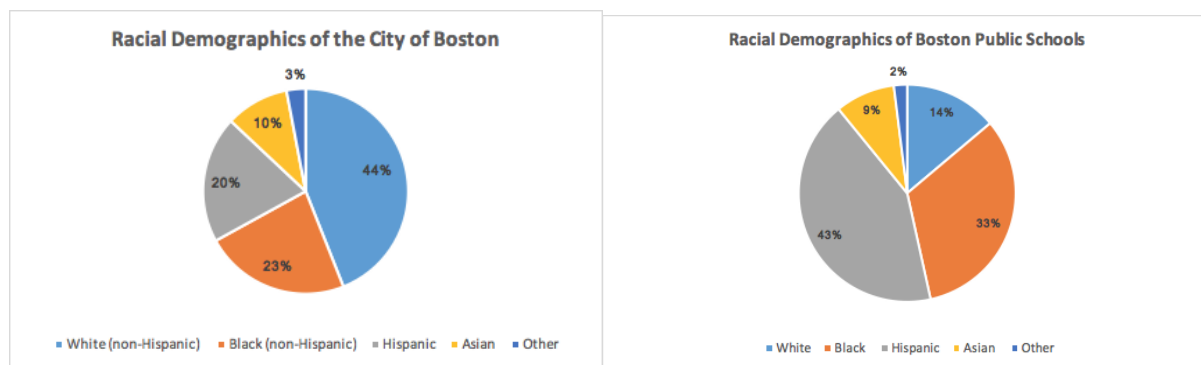 Racial Demographics of the City of Boston
3%
10%
44%
20%
23%
White (non-Hispanic) Black (non-Hispanic) Hispanic Asian Other
Racial Demographics of Boston Public Schools
2%
9%
14%
43%
33%
White Black Hispanic Asian Other